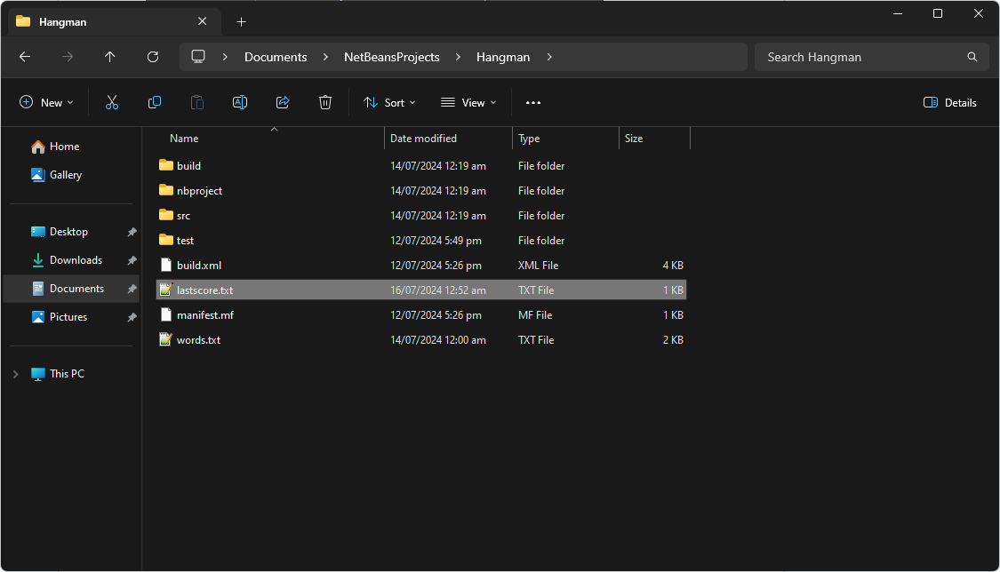 Hangman
Documents NetBeansProjects Hangman Search Hangman
New Sort View Details
Name Date modified Type Size
Home
Gallery
Desktop
Downloads
Documents
Pictures
This PC
build 14/07/2024 12:19 am File folder
nbproject 14/07/2024 12:19 am File folder
src 14/07/2024 12:19 am File folder
test 12/07/2024 5:49 pm File folder
build.xml 12/07/2024 5:26 pm XML File 4 KB
lastscore.txt 16/07/2024 12:52 am TXT File 1 KB
manifest.mf 12/07/2024 5:26 pm MF File 1 KB
words.txt 14/07/2024 12:00 am TXT File 2 KB